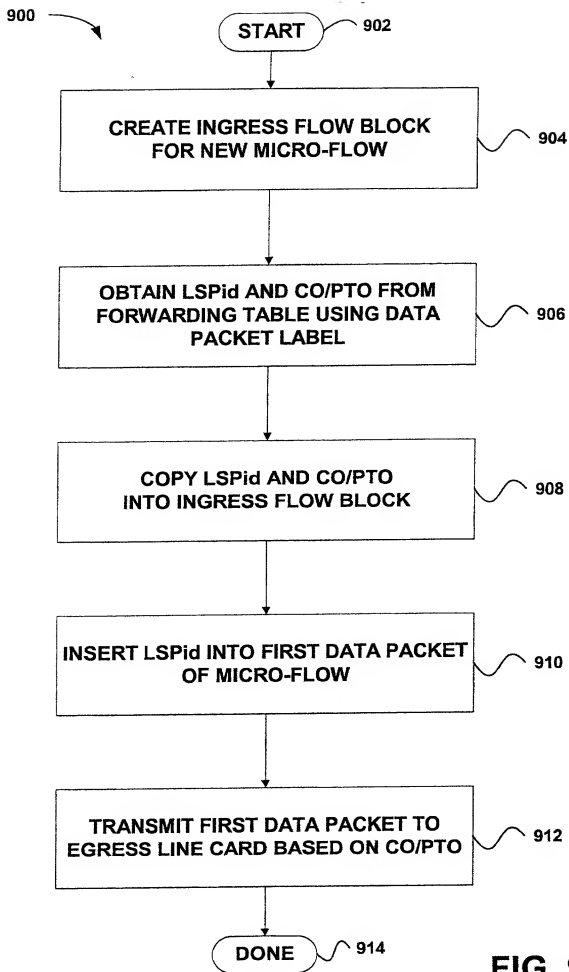 900
START
902
CREATE INGRESS FLOW BLOCK
FOR NEW MICRO-FLOW
904
OBTAIN LSPid AND CO/PTO FROM
FORWARDING TABLE USING DATA
PACKET LABEL
906
COPY LSPid AND CO/PTO
INTO INGRESS FLOW BLOCK
908
INSERT LSPid INTO FIRST DATA PACKET
OF MICRO-FLOW
910
TRANSMIT FIRST DATA PACKET TO
EGRESS LINE CARD BASED ON CO/PTO
912
DONE
914
FIG.